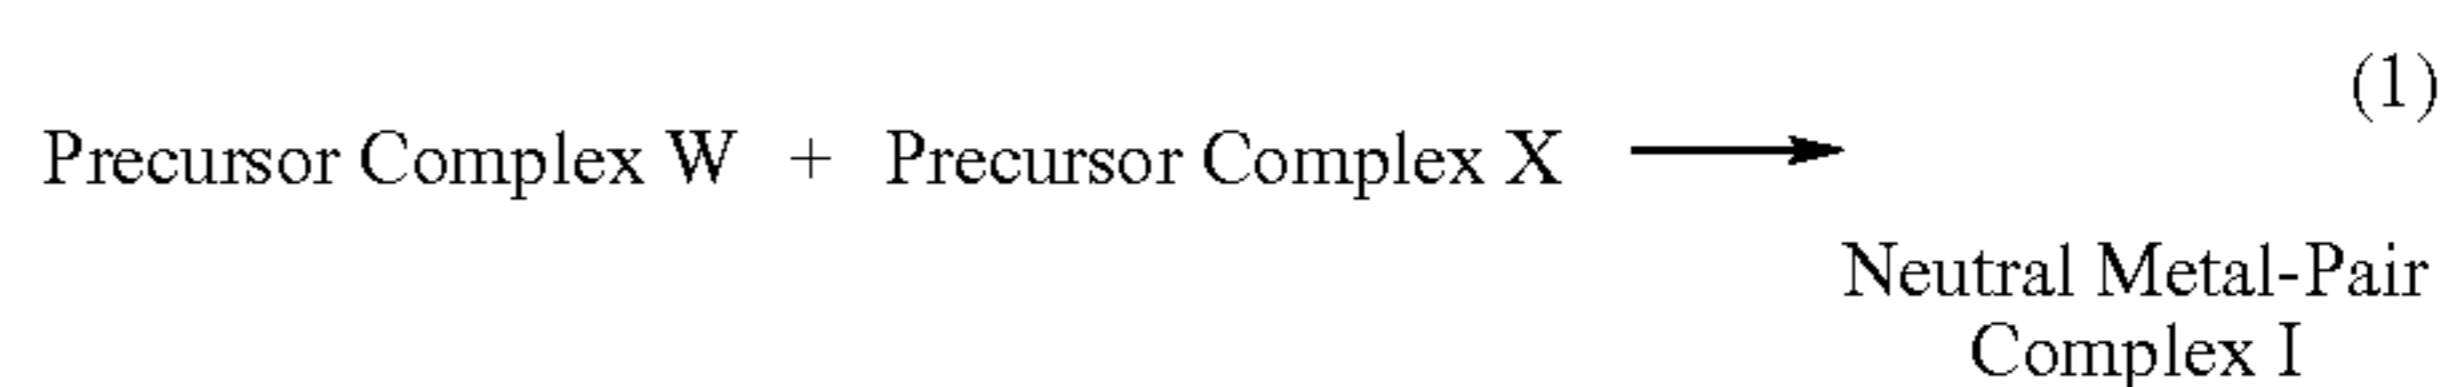 (1)
Precursor Complex W + Precursor Complex X ⟶
Neutral Metal-Pair
Complex I